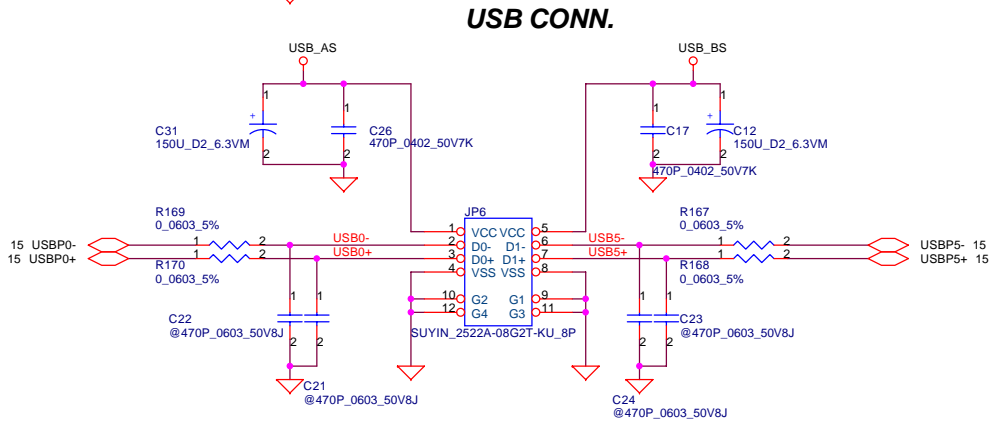 USB CONN.
USB_AS
USB_BS
1
1
1
1
+
+
C31
150U_D2_6.3VM
C26
470P_0402_50V7K
C17
470P_0402_50V7K
C12
150U_D2_6.3VM
2
2
2
2
R169
0_0603_5%
JP6
R167
0_0603_5%
15 USBP0- 1 2 USB0- 1 VCC VCC 5
2 D0- D1- 6 USB5- 1 2 USBP5- 15
15 USBP0+ 1 2 USB0+ 3 D0+ D1+ 7 USB5+ 1 2 USBP5+ 15
4 VSS VSS 8
R170
0_0603_5%
R168
0_0603_5%
10 G2 G1 9
12 G4 G3 11
SUYIN_2522A-08G2T-KU_8P
1 1
1 1
C22
@470P_0603_50V8J
C23
@470P_0603_50V8J
2 2
2 2
C21
@470P_0603_50V8J
C24
@470P_0603_50V8J